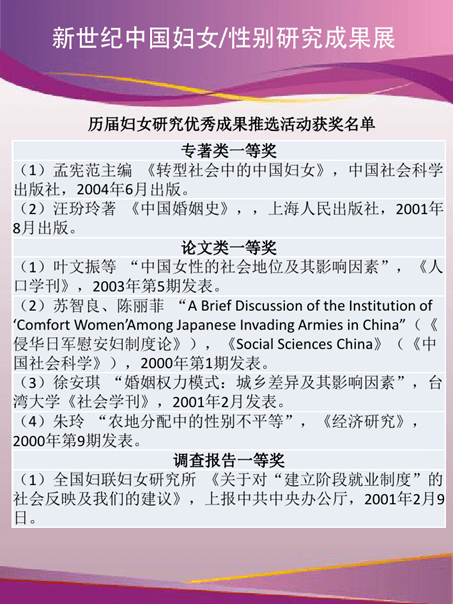 新世纪中国妇女/性别研究成果展
历届妇女研究优秀成果推选活动获奖名单
专著类一等奖
（1）孟宪范主编 《转型社会中的中国妇女》，中国社会科学
出版社，2004年6月出版。
（2）汪玢玲著 《中国婚姻史》，，上海人民出版社，2001年
8月出版。
论文类一等奖
（1）叶文振等 “中国女性的社会地位及其影响因素”，《人
口学刊》，2003年第5期发表。
（2）苏智良、陈丽菲 “A Brief Discussion of the Institution of
‘Comfort Women’Among Japanese Invading Armies in China”（《
侵华日军慰安妇制度论》），《Social Sciences China》（《中
国社会科学》），2000年第1期发表。
（3）徐安琪 “婚姻权力模式：城乡差异及其影响因素”，台
湾大学《社会学刊》，2001年2月发表。
（4）朱玲 “农地分配中的性别不平等”，《经济研究》，
2000年第9期发表。
调查报告一等奖
（1）全国妇联妇女研究所 《关于对“建立阶段就业制度”的
社会反映及我们的建议》，上报中共中央办公厅，2001年2月9
日。